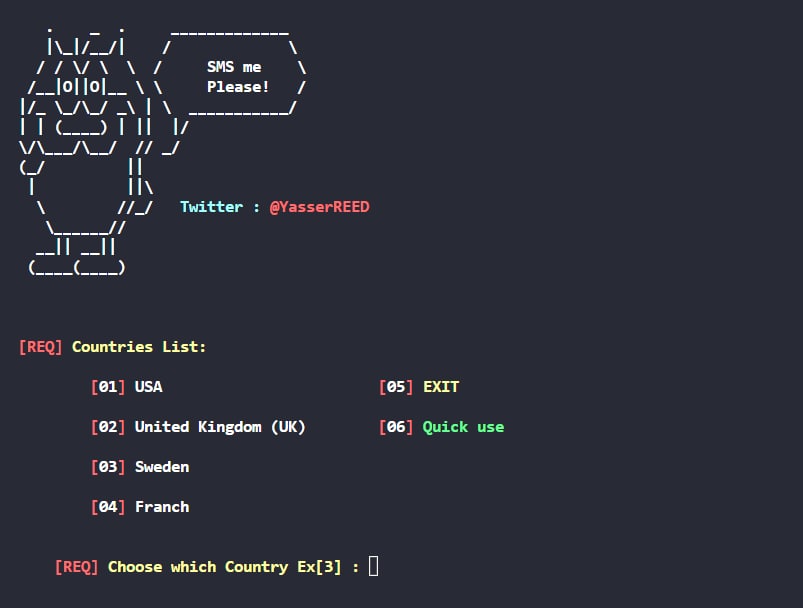 SMS me
Please!
Twitter : @YasserREED
[REQ] Countries List:
[01] USA [05] EXIT
[02] United Kingdom (UK) [06] Quick use
[03] Sweden
[04] Franch
[REQ] Choose which Country Ex[3] :